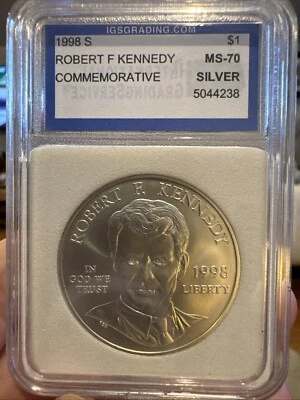 IGSGRADING.COM
1998 S $1
ROBERT F KENNEDY MS-70
COMMEMORATIVE SILVER
5044238
ROBERT F. KENNEDY
IN
GOD WE
TRUST
1998
LIBERTY